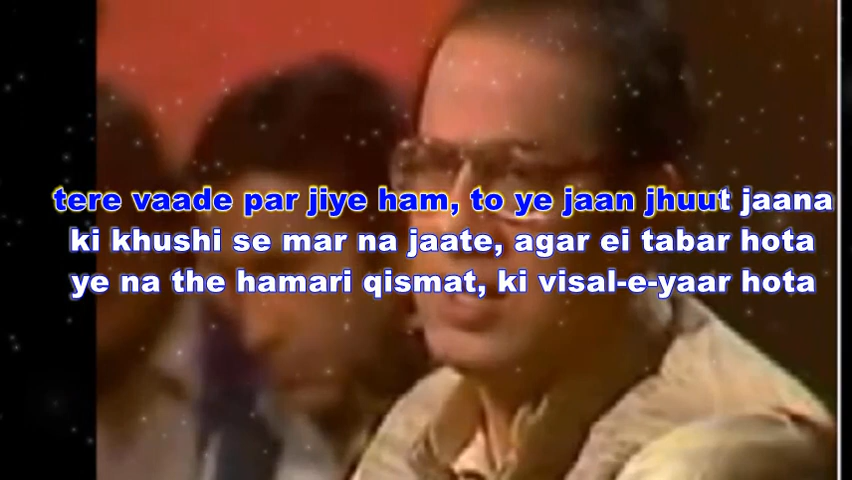 tere vaade par jiye ham, to ye jaan jhuut jaana
ki khushi se mar na jaate, agar ei tabar hota
ye na the hamari qismat, ki visal-e-yaar hota